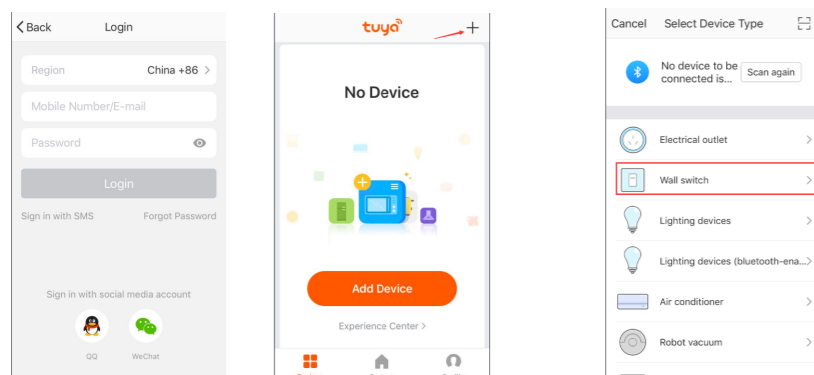 Back Login
Region China +86
Mobile Number/E-mail
Password
Login
Sign in with SMS Forgot Password
Sign in with social media account
QQ WeChat
tuya
No Device
Add Device
Experience Center
Cancel Select Device Type
No device to be
connected is... Scan again
Electrical outlet
Wall switch
Lighting devices
Lighting devices (bluetooth-ena...
Air conditioner
Robot vacuum